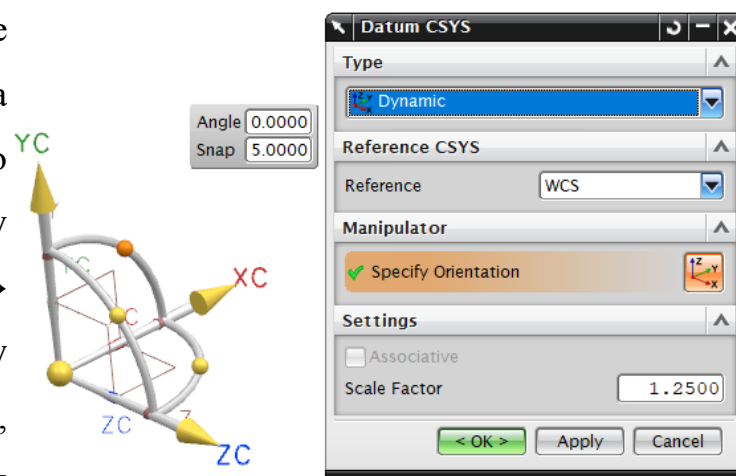 e
a
o
y
y
,
Angle 0.0000
Snap 5.0000
YC
XC
ZC
ZC
Datum CSYS
Type
Dynamic
Reference CSYS
Reference WCS
Manipulator
Specify Orientation
Settings
Associative
Scale Factor 1.2500
< OK > Apply Cancel